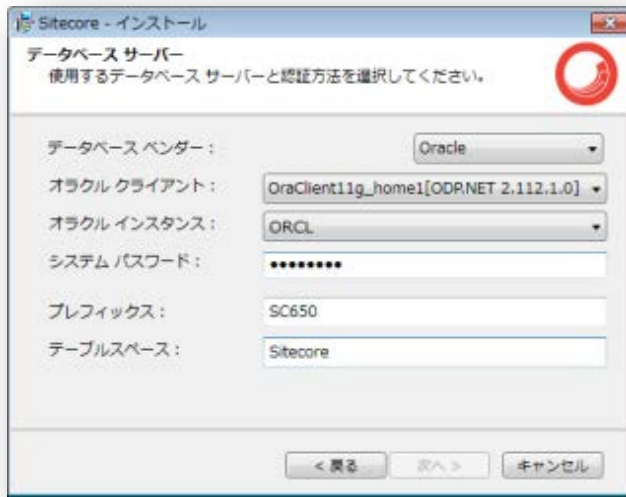 Sitecore - インストール
データベース サーバー
使用するデータベース サーバーと認証方法を選択してください。
データベース ベンダー :
Oracle
オラクル クライアント :
OraClient11g_home1[ODP.NET 2.112.1.0]
オラクル インスタンス :
ORCL
システム パスワード :
●●●●●●●●
プレフィックス :
SC650
テーブルスペース :
Sitecore
< 戻る
次へ >
キャンセル